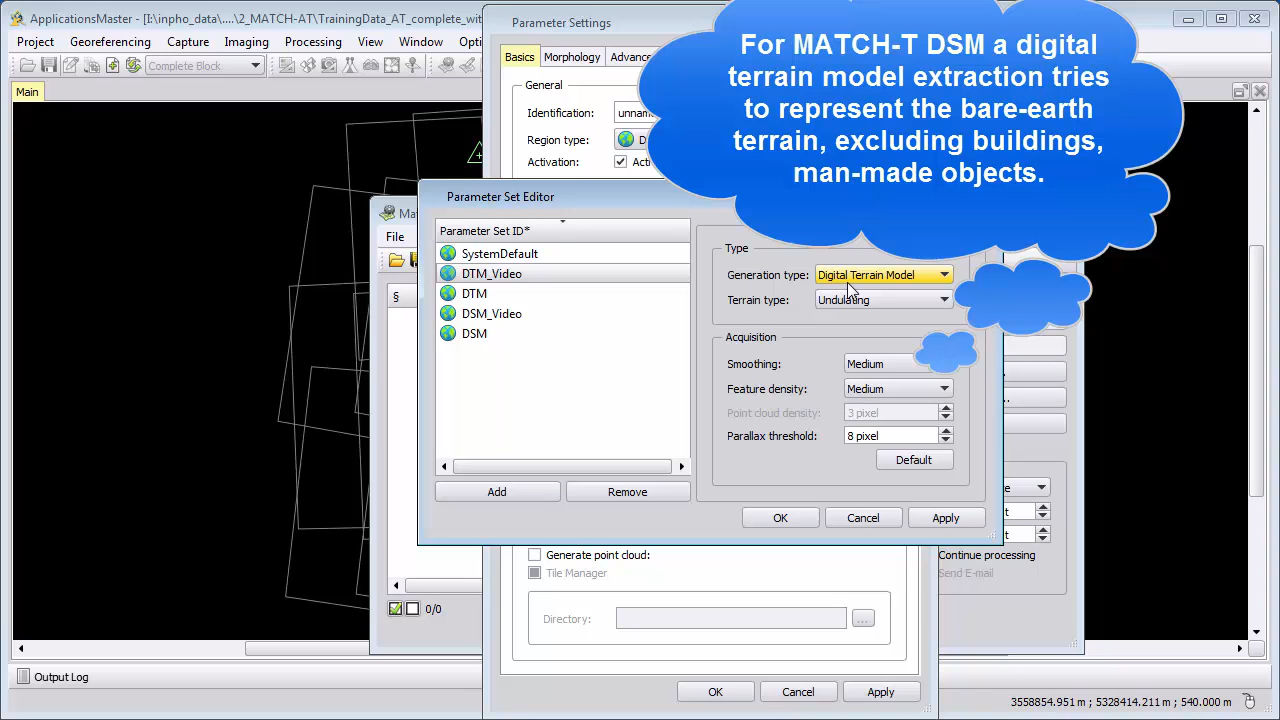 ApplicationsMaster - [I:\inpho_data\....\2_MATCH-AT\TrainingData_AT_complete_wit
Parameter Settings
Project Georeferencing Capture Imaging Processing View Window
Complete Block
Main
Basics Morphology
General
Identification:
Region type:
Activation:
For MATCH-T DSM a digital
terrain model extraction tries
to represent the bare-earth
terrain, excluding buildings,
man-made objects.
Parameter Set Editor
File
§
Parameter Set ID*
SystemDefault
DTM_Video
DTM
DSM_Video
DSM
Add Remove
Type
Generation type: Digital Terrain Model
Terrain type: Undulating
Acquisition
Smoothing: Medium
Feature density: Medium
Point cloud density: 3 pixel
Parallax threshold: 8 pixel
Default
OK Cancel Apply
Generate point cloud:
Tile Manager
Directory: ...
Continue processing
Send E-mail
0/0
OK Cancel Apply
Output Log
3558854.951 m ; 5328414.211 m ; 540.000 m